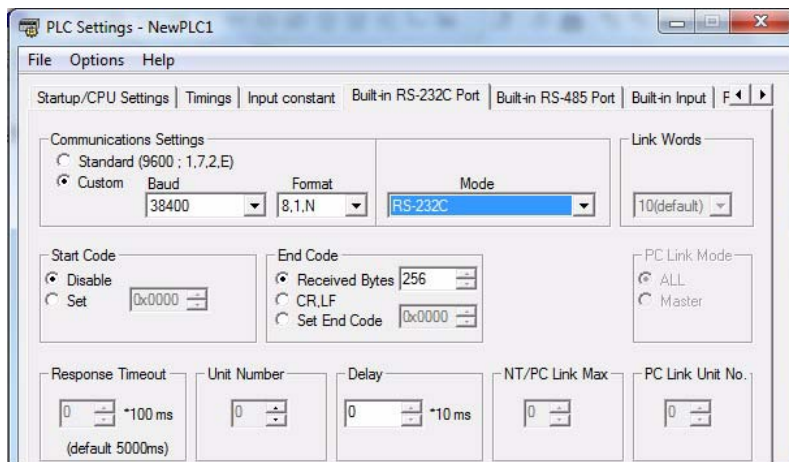 PLC Settings - NewPLC1
File Options Help
Startup/CPU Settings Timings Input constant Built-in RS-232C Port Built-in RS-485 Port Built-in Input F
Communications Settings
Link Words
Standard (9600 ; 1,7,2,E)
Custom Baud Format Mode
38400 8,1,N RS-232C 10(default)
Start Code End Code PC Link Mode
Disable Received Bytes 256 ALL
Set 0x0000 CR,LF Master
Set End Code 0x0000
Response Timeout Unit Number Delay NT/PC Link Max PC Link Unit No.
0 *100 ms 0 0 *10 ms 0 0
(default 5000ms)